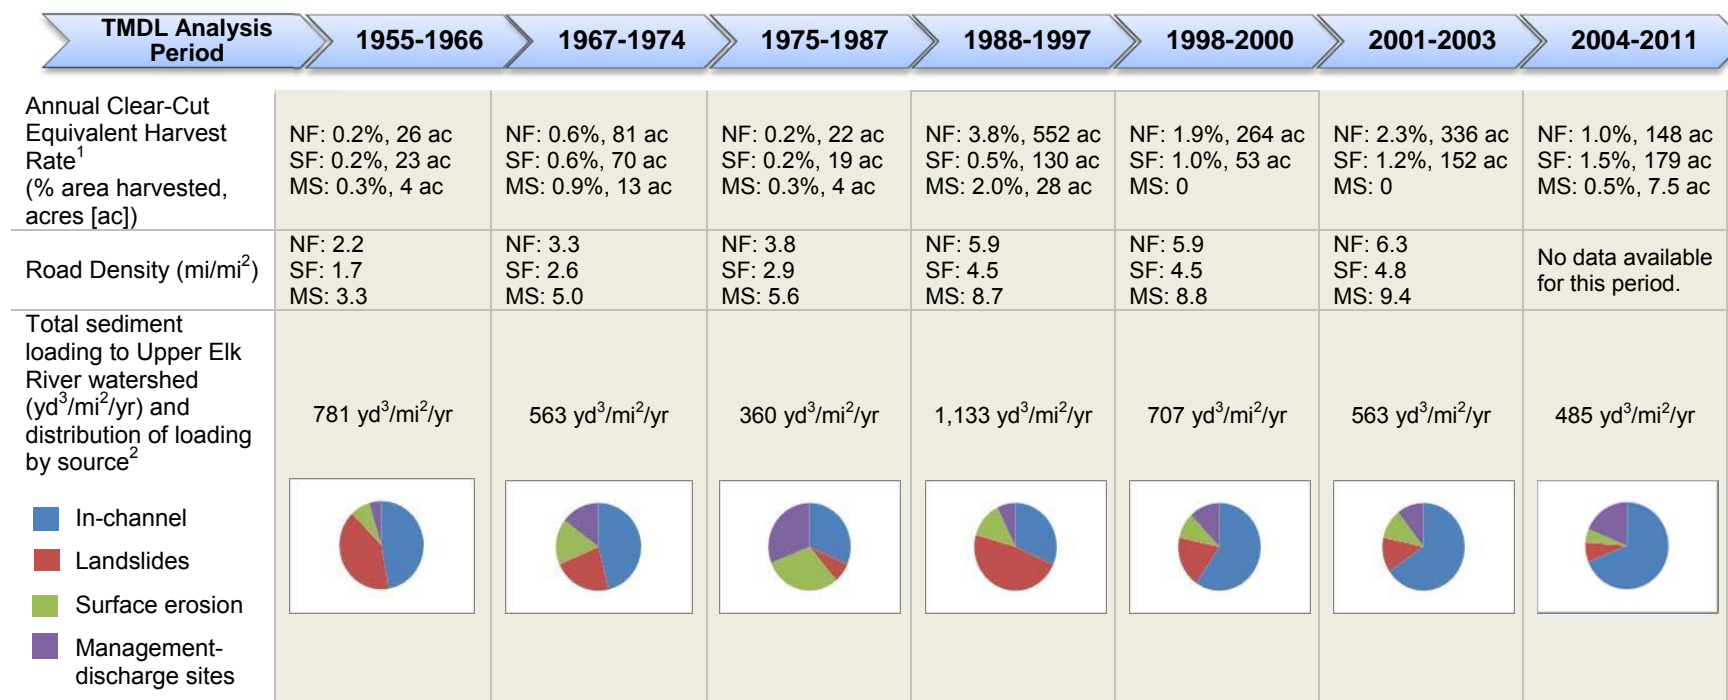 TMDL Analysis
Period
1955-1966
1967-1974
1975-1987
1988-1997
1998-2000
2001-2003
2004-2011
Annual Clear-Cut
Equivalent Harvest
Rate¹
(% area harvested,
acres [ac])
NF: 0.2%, 26 ac
SF: 0.2%, 23 ac
MS: 0.3%, 4 ac
NF: 0.6%, 81 ac
SF: 0.6%, 70 ac
MS: 0.9%, 13 ac
NF: 0.2%, 22 ac
SF: 0.2%, 19 ac
MS: 0.3%, 4 ac
NF: 3.8%, 552 ac
SF: 0.5%, 130 ac
MS: 2.0%, 28 ac
NF: 1.9%, 264 ac
SF: 1.0%, 53 ac
MS: 0
NF: 2.3%, 336 ac
SF: 1.2%, 152 ac
MS: 0
NF: 1.0%, 148 ac
SF: 1.5%, 179 ac
MS: 0.5%, 7.5 ac
Road Density (mi/mi²)
NF: 2.2
SF: 1.7
MS: 3.3
NF: 3.3
SF: 2.6
MS: 5.0
NF: 3.8
SF: 2.9
MS: 5.6
NF: 5.9
SF: 4.5
MS: 8.7
NF: 5.9
SF: 4.5
MS: 8.8
NF: 6.3
SF: 4.8
MS: 9.4
No data available
for this period.
Total sediment
loading to Upper Elk
River watershed
(yd³/mi²/yr) and
distribution of loading
by source²
781 yd³/mi²/yr
563 yd³/mi²/yr
360 yd³/mi²/yr
1,133 yd³/mi²/yr
707 yd³/mi²/yr
563 yd³/mi²/yr
485 yd³/mi²/yr
In-channel
Landslides
Surface erosion
Management-
discharge sites